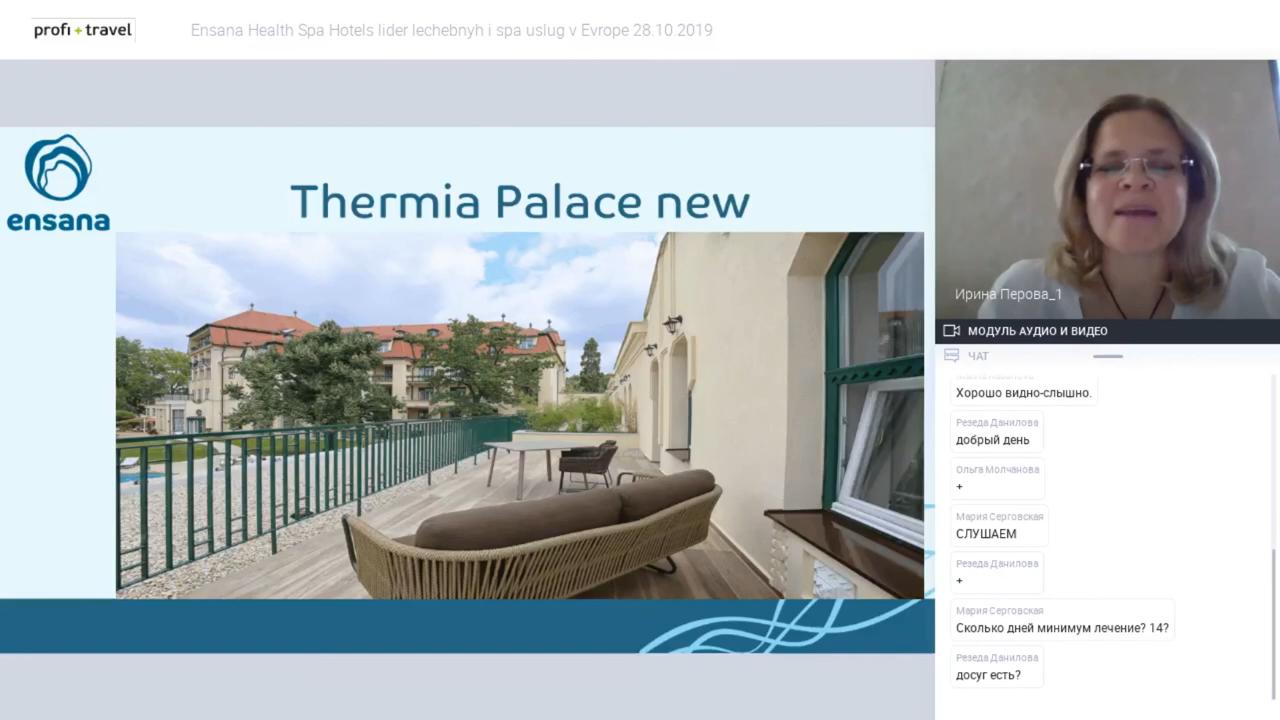 profi + travel
Ensana Health Spa Hotels lider lechebnyh i spa uslug v Evrope 28.10.2019
ensana
Thermia Palace new
Ирина Перова_1
МОДУЛЬ АУДИО И ВИДЕО
ЧАТ
Хорошо видно-слышно.
Резеда Данилова
добрый день
Ольга Молчанова
+
Мария Серговская
СЛУШАЕМ
Резеда Данилова
+
Мария Серговская
Сколько дней минимум лечение? 14?
Резеда Данилова
досуг есть?